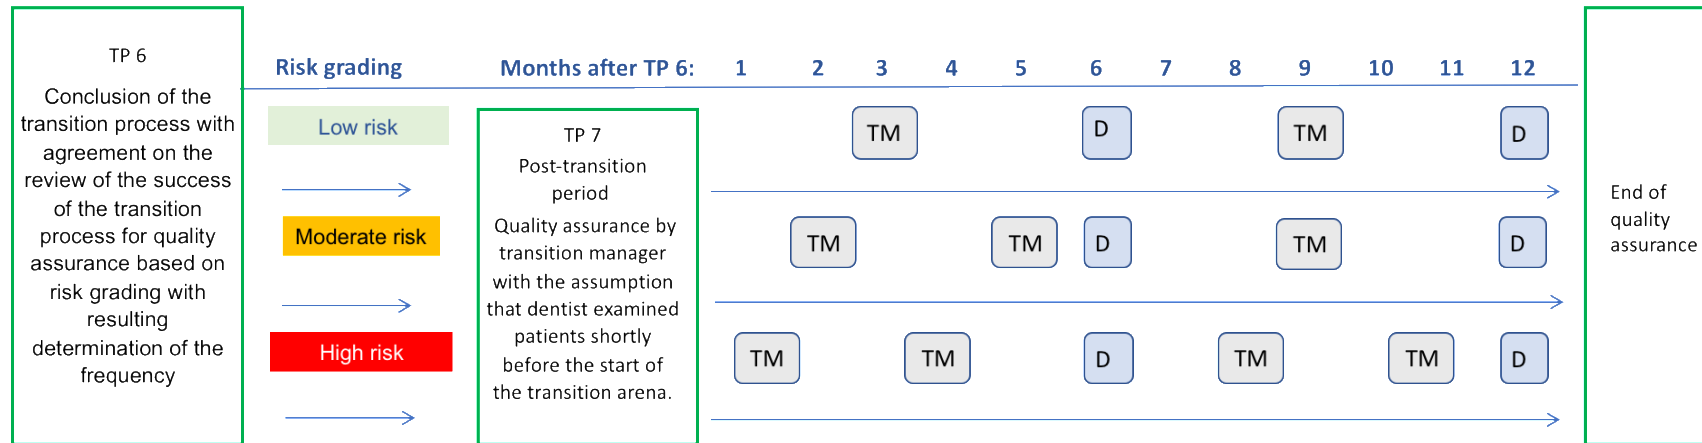 TP 6
Conclusion of the
transition process with
agreement on the
review of the success
of the transition
process for quality
assurance based on
risk grading with
resulting
determination of the
frequency
Risk grading
Months after TP 6: 1 2 3 4 5 6 7 8 9 10 11 12
Low risk
TM D TM D
TP 7
Post-transition
period
Quality assurance by
transition manager
with the assumption
that dentist examined
patients shortly
before the start of
the transition arena.
Moderate risk
TM TM D TM D
High risk
TM TM D TM TM D
End of
quality
assurance